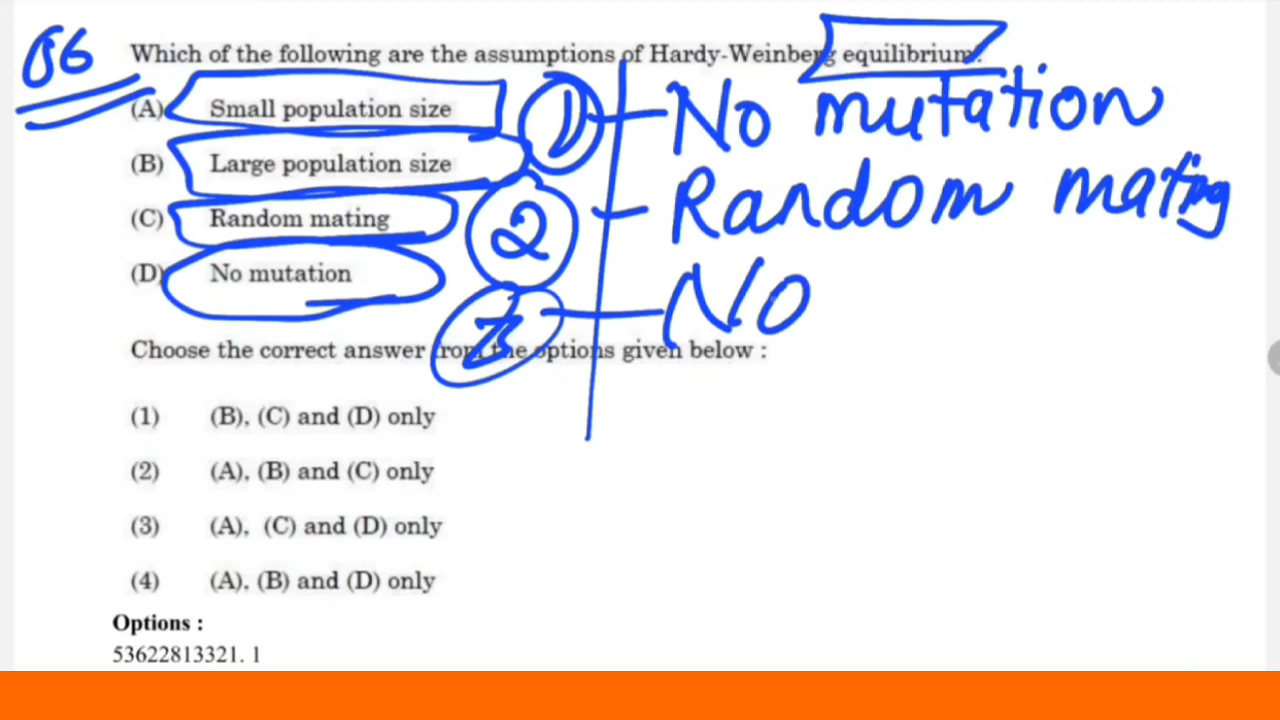 Q6
Which of the following are the assumptions of Hardy-Weinberg equilibrium?
(A) Small population size
(B) Large population size
(C) Random mating
(D) No mutation
1 No mutation
2 Random mating
3 No
Choose the correct answer from the options given below :
(1) (B), (C) and (D) only
(2) (A), (B) and (C) only
(3) (A), (C) and (D) only
(4) (A), (B) and (D) only
Options :
53622813321. 1